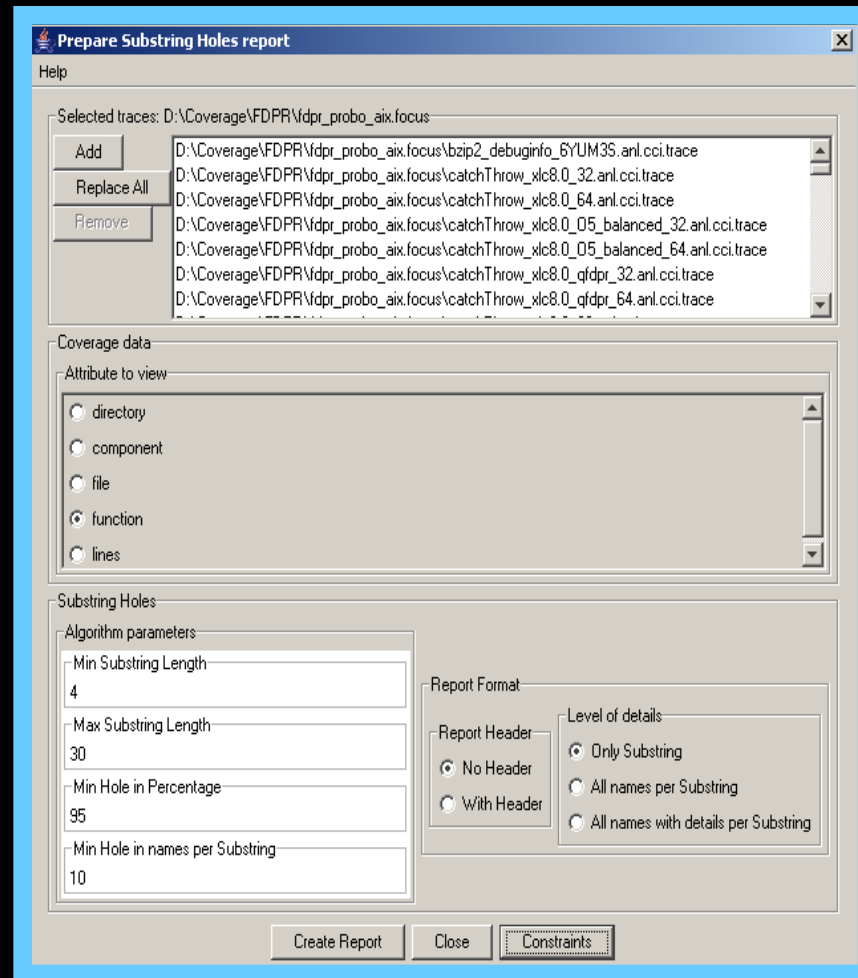 Prepare Substring Holes report
Help
Selected traces: D:\Coverage\FDPR\fdpr_probo_aix.focus
Add
Replace All
Remove
D:\Coverage\FDPR\fdpr_probo_aix.focus\bzip2_debuginfo_6YUM3S.anl.cci.trace
D:\Coverage\FDPR\fdpr_probo_aix.focus\catchThrow_xlc8.0_32.anl.cci.trace
D:\Coverage\FDPR\fdpr_probo_aix.focus\catchThrow_xlc8.0_64.anl.cci.trace
D:\Coverage\FDPR\fdpr_probo_aix.focus\catchThrow_xlc8.0_O5_balanced_32.anl.cci.trace
D:\Coverage\FDPR\fdpr_probo_aix.focus\catchThrow_xlc8.0_O5_balanced_64.anl.cci.trace
D:\Coverage\FDPR\fdpr_probo_aix.focus\catchThrow_xlc8.0_qfdpr_32.anl.cci.trace
D:\Coverage\FDPR\fdpr_probo_aix.focus\catchThrow_xlc8.0_qfdpr_64.anl.cci.trace
Coverage data
Attribute to view
directory
component
file
function
lines
Substring Holes
Algorithm parameters
Min Substring Length
4
Max Substring Length
30
Min Hole in Percentage
95
Min Hole in names per Substring
10
Report Format
Report Header
No Header
With Header
Level of details
Only Substring
All names per Substring
All names with details per Substring
Create Report
Close
Constraints